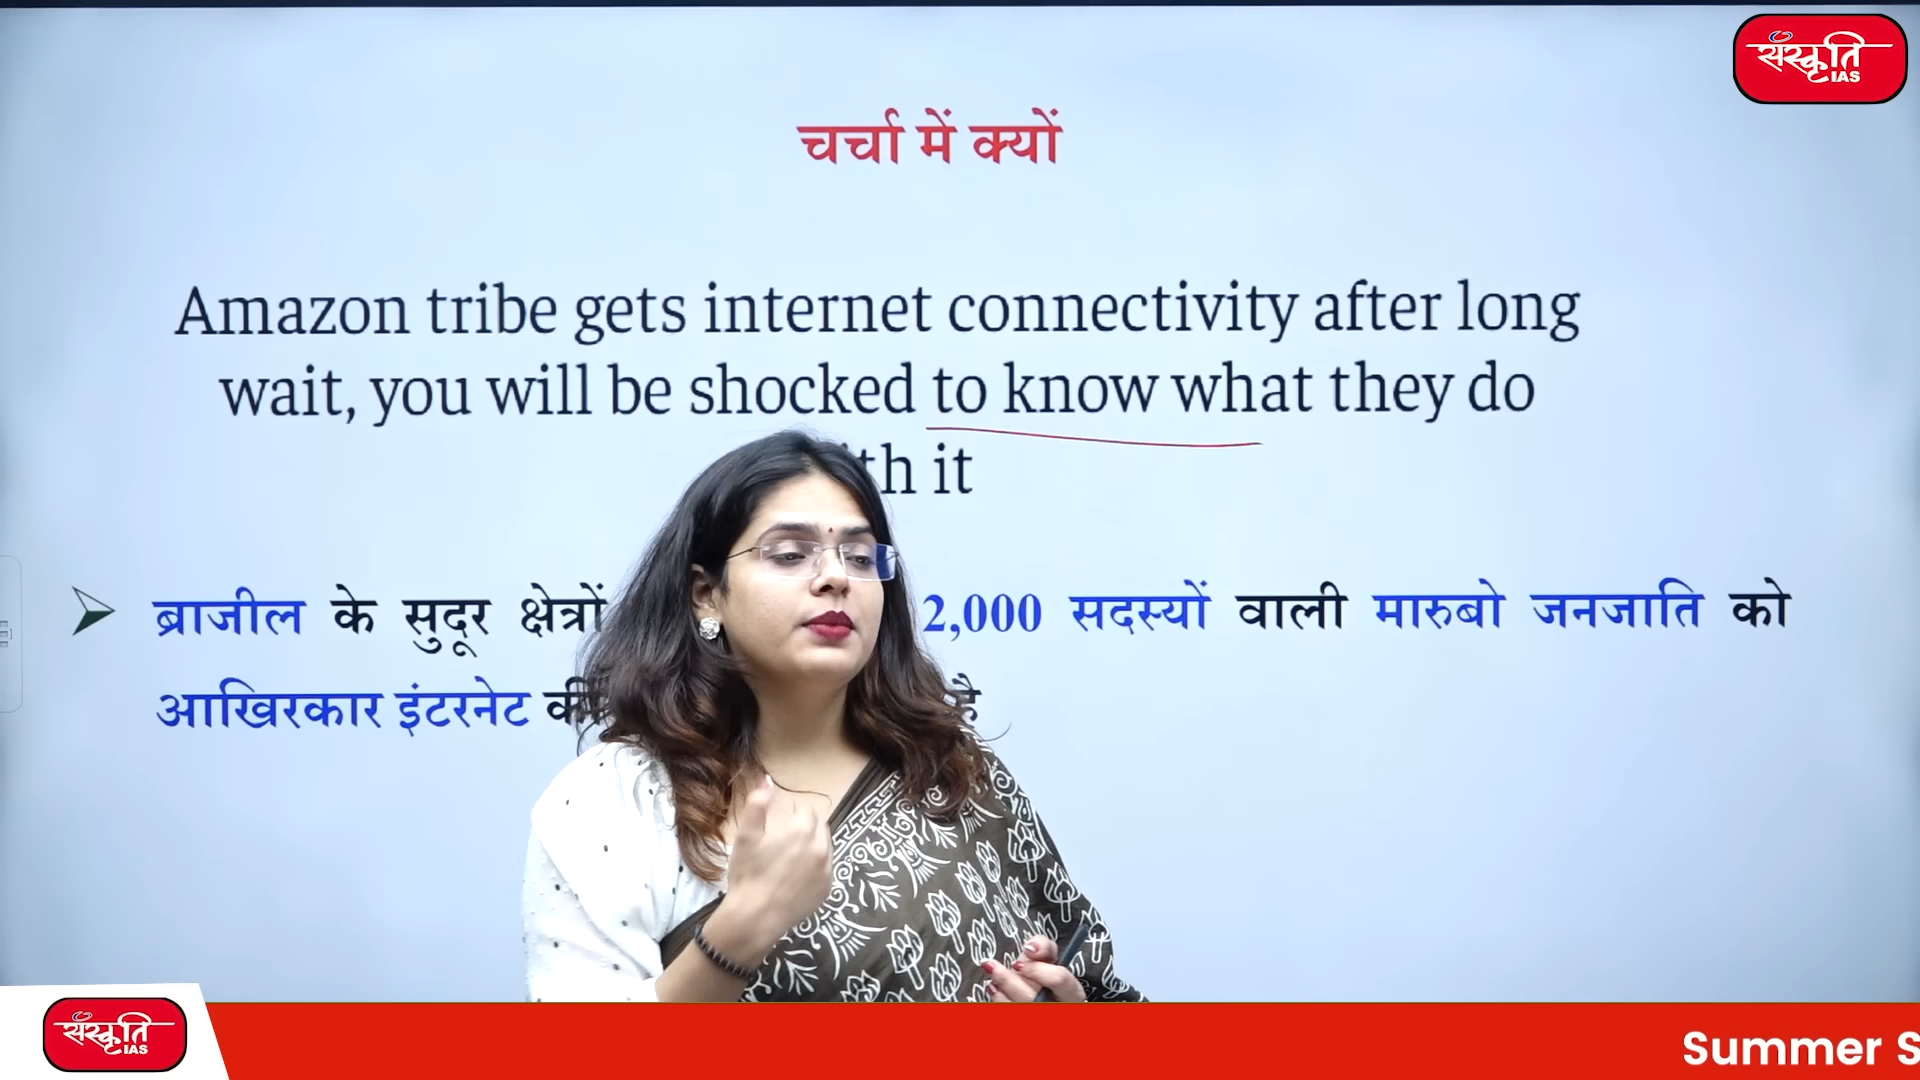 संस्कृति
IAS
चर्चा में क्यों
Amazon tribe gets internet connectivity after long
wait, you will be shocked to know what they do
it
ब्राजील के सुदूर क्षेत्रों 2,000 सदस्यों वाली मारुबो जनजाति को
आखिरकार इंटरनेट की है
संस्कृति
IAS
Summer